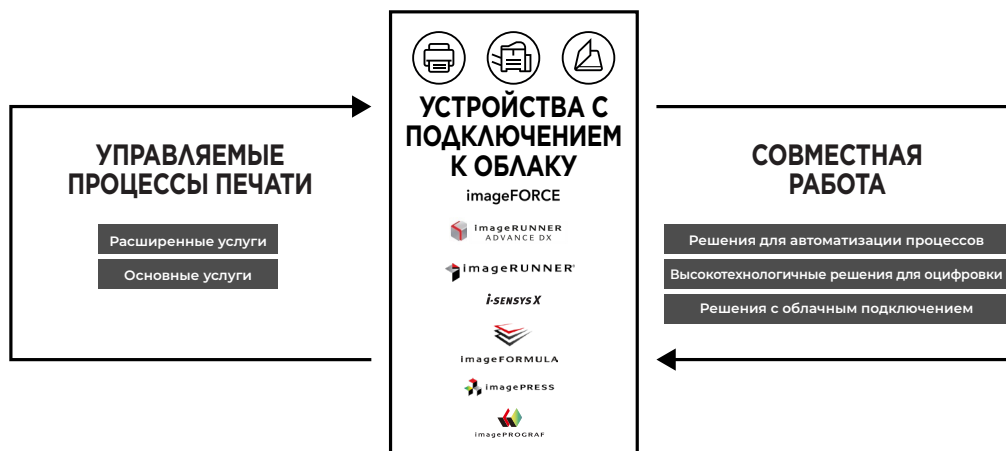 УПРАВЛЯЕМЫЕ
ПРОЦЕССЫ ПЕЧАТИ
Расширенные услуги
Основные услуги
УСТРОЙСТВА С
ПОДКЛЮЧЕНИЕМ
К ОБЛАКУ
imageFORCE
imageRUNNER
ADVANCE DX
imageRUNNER®
i-SENSYS X
imageFORMULA
imagePRESS
imagePROGRAF
СОВМЕСТНАЯ
РАБОТА
Решения для автоматизации процессов
Высокотехнологичные решения для оцифровки
Решения с облачным подключением